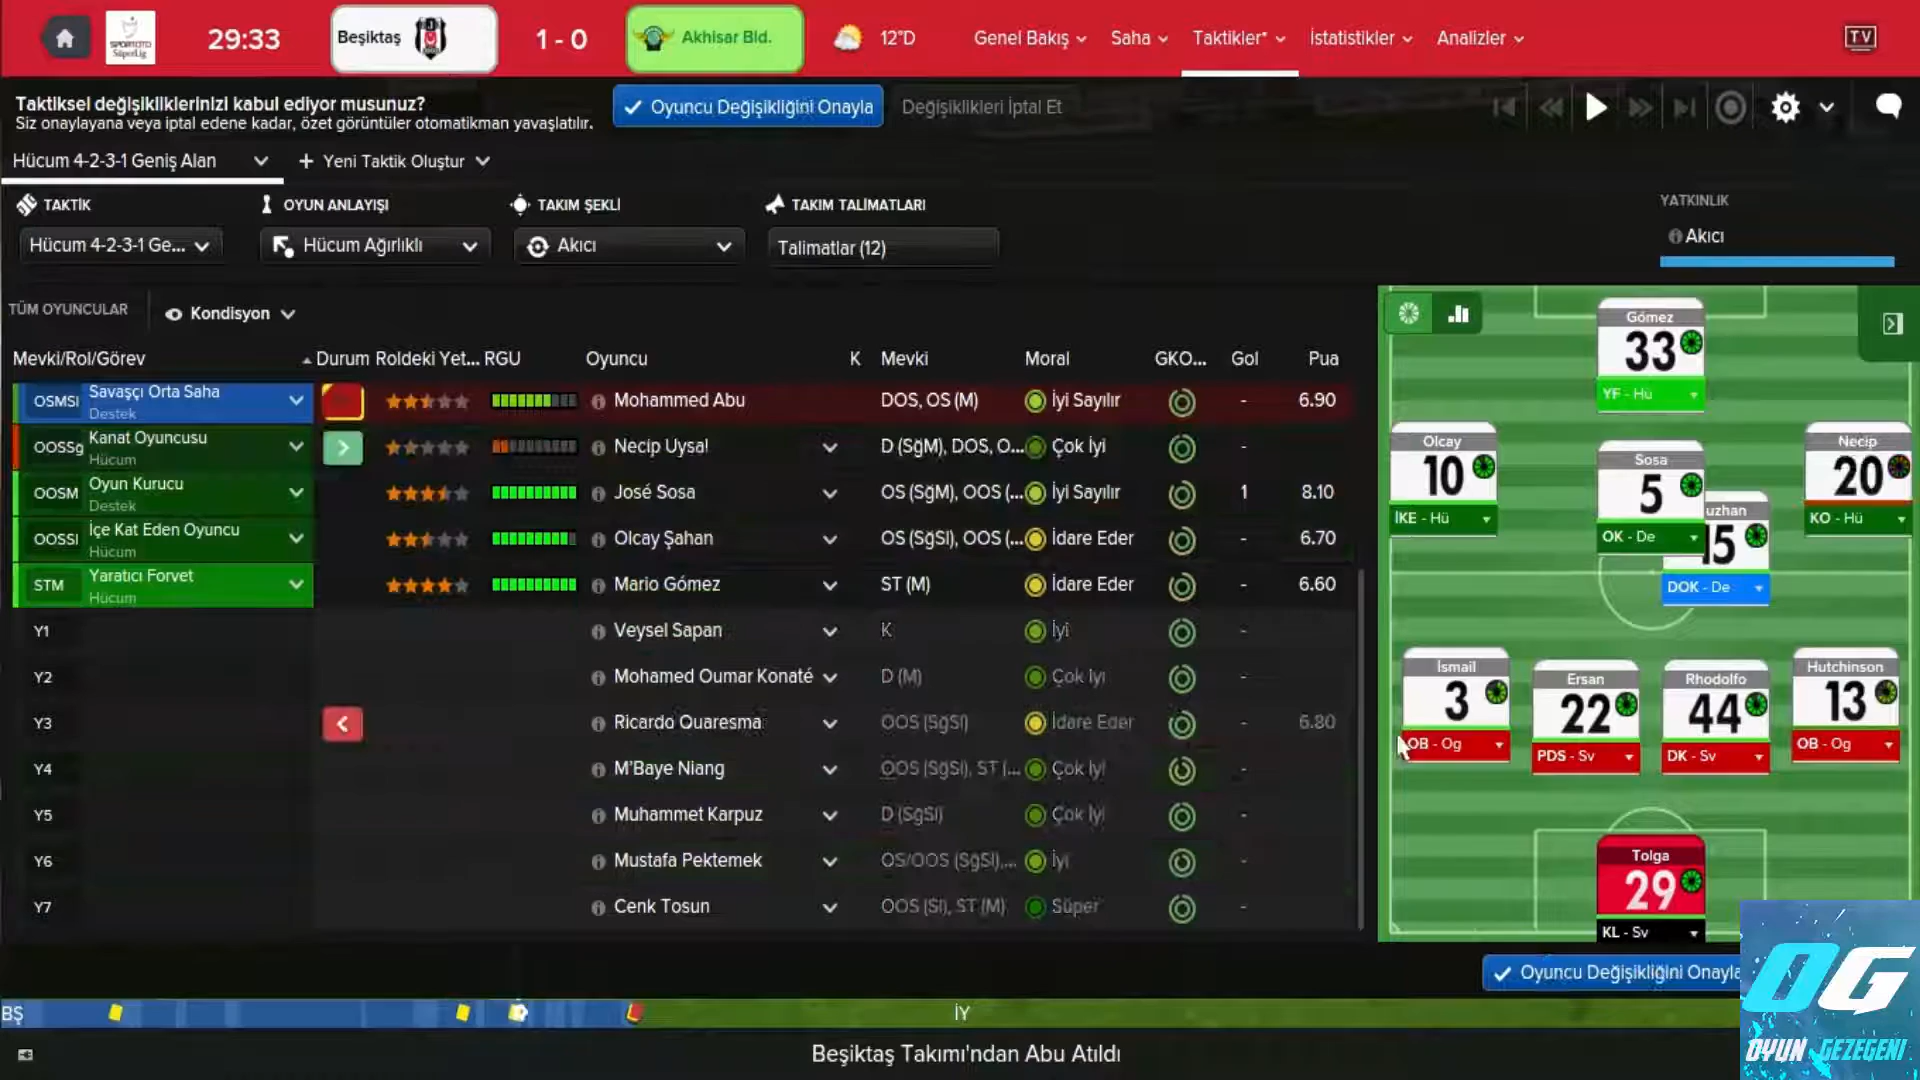 SPORTOTO
SüperLig
29:33
Beşiktaş
1 - 0
Akhisar Bld.
12°D
Genel Bakış
Saha
Taktikler*
İstatistikler
Analizler
TV
Taktiksel değişikliklerinizi kabul ediyor musunuz?
Siz onaylayana veya iptal edene kadar, özet görüntüler otomatikman yavaşlatılır.
Oyuncu Değişikliğini Onayla
Değişiklikleri İptal Et
Hücum 4-2-3-1 Geniş Alan
+ Yeni Taktik Oluştur
TAKTİK
OYUN ANLAYIŞI
TAKIM ŞEKLİ
TAKIM TALİMATLARI
YATKINLIK
Hücum 4-2-3-1 Ge...
Hücum Ağırlıklı
Akıcı
Talimatlar (12)
Akıcı
TÜM OYUNCULAR
Kondisyon
Mevki/Rol/Görev Durum Roldeki Yet... RGU Oyuncu K Mevki Moral GKO... Gol Pua
OSMSl Savaşçı Orta Saha Destek Mohammed Abu DOS, OS (M) İyi Sayılır - 6.90
OOSSg Kanat Oyuncusu Hücum Necip Uysal D (SğM), DOS, O... Çok İyi -
OOSM Oyun Kurucu Destek José Sosa OS (SğM), OOS (... İyi Sayılır 1 8.10
OOSSl İçe Kat Eden Oyuncu Hücum Olcay Şahan OS (SğSl), OOS (... İdare Eder - 6.70
STM Yaratıcı Forvet Hücum Mario Gómez ST (M) İdare Eder - 6.60
Y1 Veysel Sapan K İyi -
Y2 Mohamed Oumar Konaté D (M) Çok İyi -
Y3 Ricardo Quaresma OOS (SğSl) İdare Eder - 6.80
Y4 M'Baye Niang OOS (SğSl), ST (... Çok İyi -
Y5 Muhammet Karpuz D (SğSl) Çok İyi -
Y6 Mustafa Pektemek OS/OOS (SğSl),... İyi -
Y7 Cenk Tosun OOS (Sl), ST (M) Süper -
Gómez
33
YF - Hü
Olcay
10
İKE - Hü
Sosa
5
OK - De
Necip
20
KO - Hü
uzhan
15
DOK - De
İsmail
3
OB - Og
Ersan
22
PDS - Sv
Rhodolfo
44
DK - Sv
Hutchinson
13
OB - Og
Tolga
29
KL - Sv
Oyuncu Değişikliğini Onayla
BŞ
İY
Beşiktaş Takımı'ndan Abu Atıldı
OG
OYUN GEZEGENI